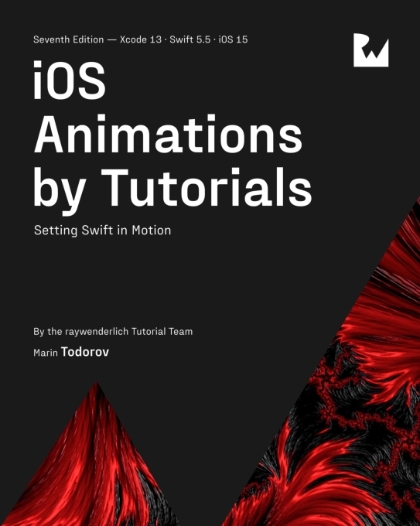 Seventh Edition — Xcode 13 · Swift 5.5 · iOS 15
iOS
Animations
by Tutorials
Setting Swift in Motion
By the raywenderlich Tutorial Team
Marin Todorov